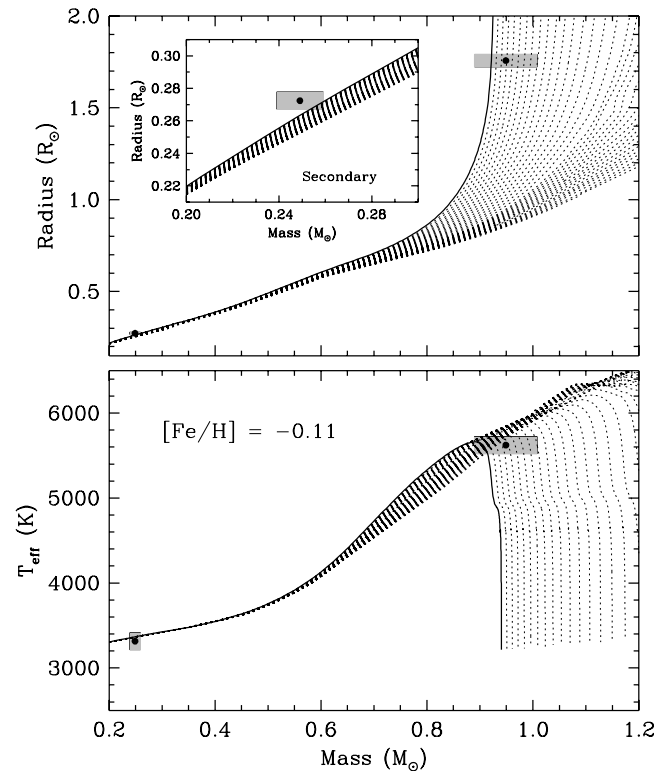 2.0
1.5
1.0
0.5
Radius (R⊙)
0.30
0.28
0.26
0.24
0.22
Radius (R⊙)
Secondary
0.20 0.24 0.28
Mass (M⊙)
6000
5000
4000
3000
T_eff (K)
[Fe/H] = −0.11
0.2 0.4 0.6 0.8 1.0 1.2
Mass (M⊙)